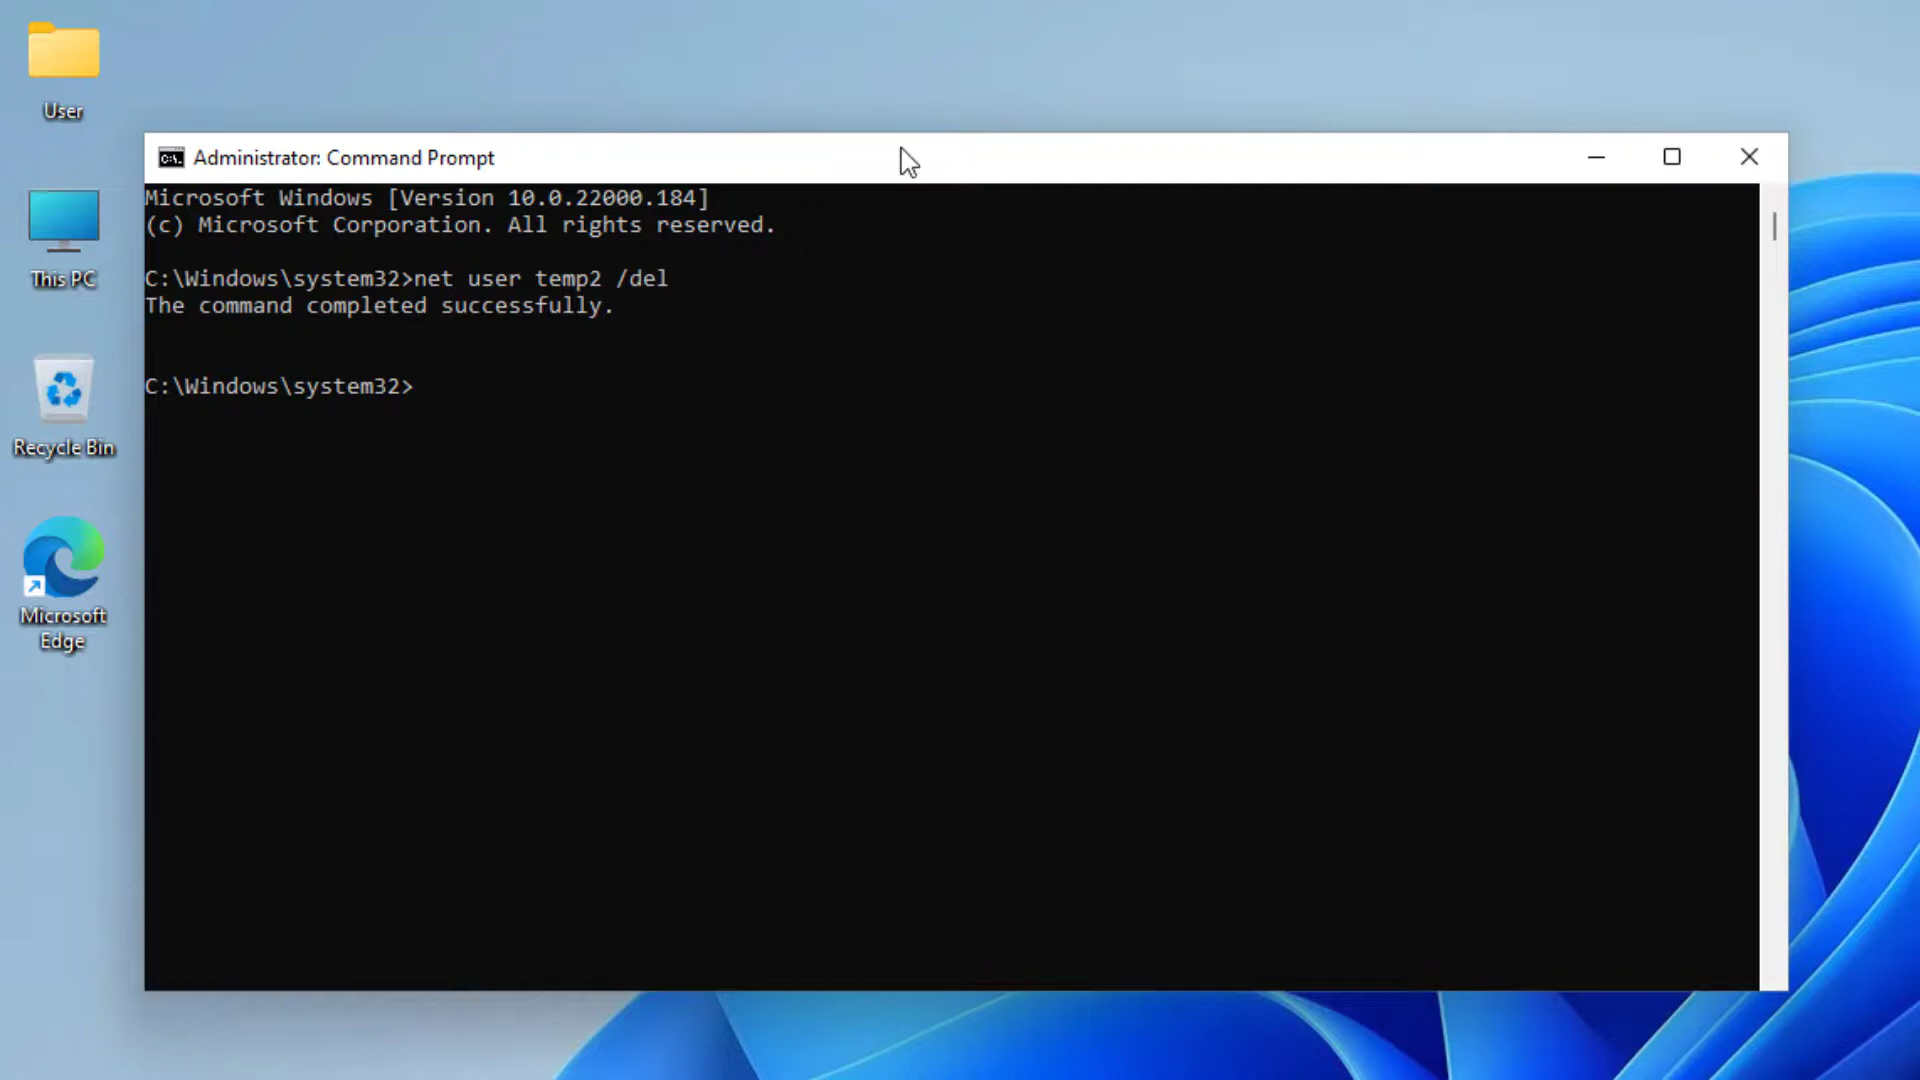 User
This PC
Recycle Bin
Microsoft
Edge
Administrator: Command Prompt
Microsoft Windows [Version 10.0.22000.184]
(c) Microsoft Corporation. All rights reserved.
C:\Windows\system32>net user temp2 /del
The command completed successfully.
C:\Windows\system32>